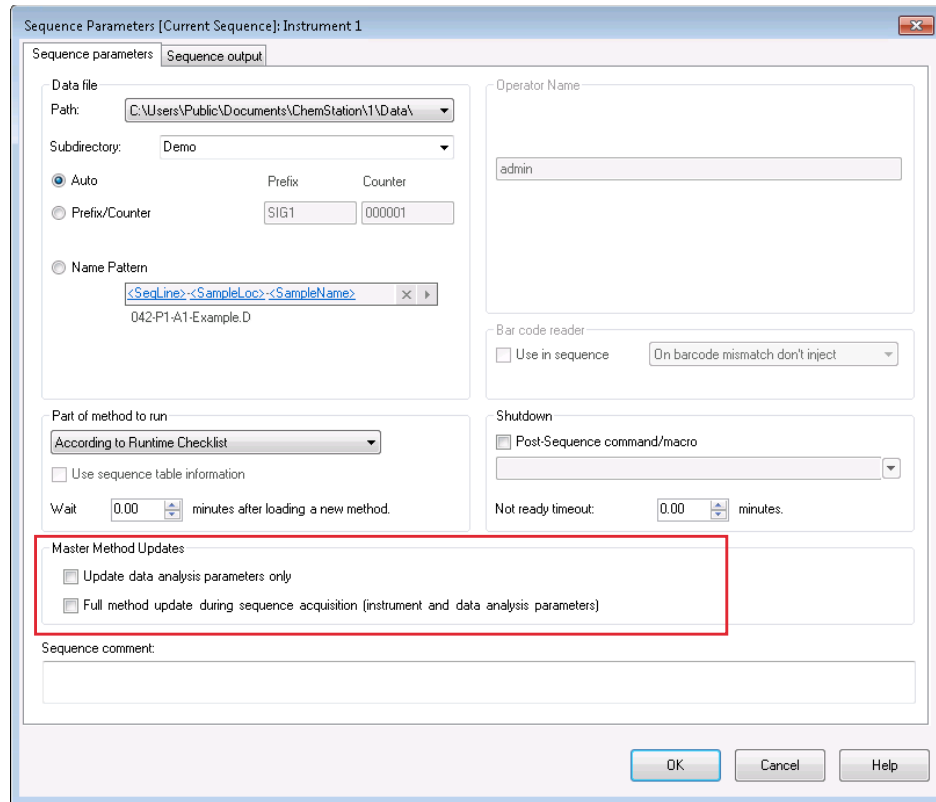 Sequence Parameters [Current Sequence]: Instrument 1
Sequence parameters
Sequence output
Data file
Path:
C:\Users\Public\Documents\ChemStation\1\Data\
Subdirectory:
Demo
Auto
Prefix
Counter
Prefix/Counter
SIG1
000001
Name Pattern
<SeqLine>-<SampleLoc>-<SampleName>
042-P1-A1-Example.D
Operator Name
admin
Bar code reader
Use in sequence
On barcode mismatch don't inject
Part of method to run
According to Runtime Checklist
Use sequence table information
Wait 0.00 minutes after loading a new method.
Shutdown
Post-Sequence command/macro
Not ready timeout: 0.00 minutes.
Master Method Updates
Update data analysis parameters only
Full method update during sequence acquisition (instrument and data analysis parameters)
Sequence comment:
OK
Cancel
Help